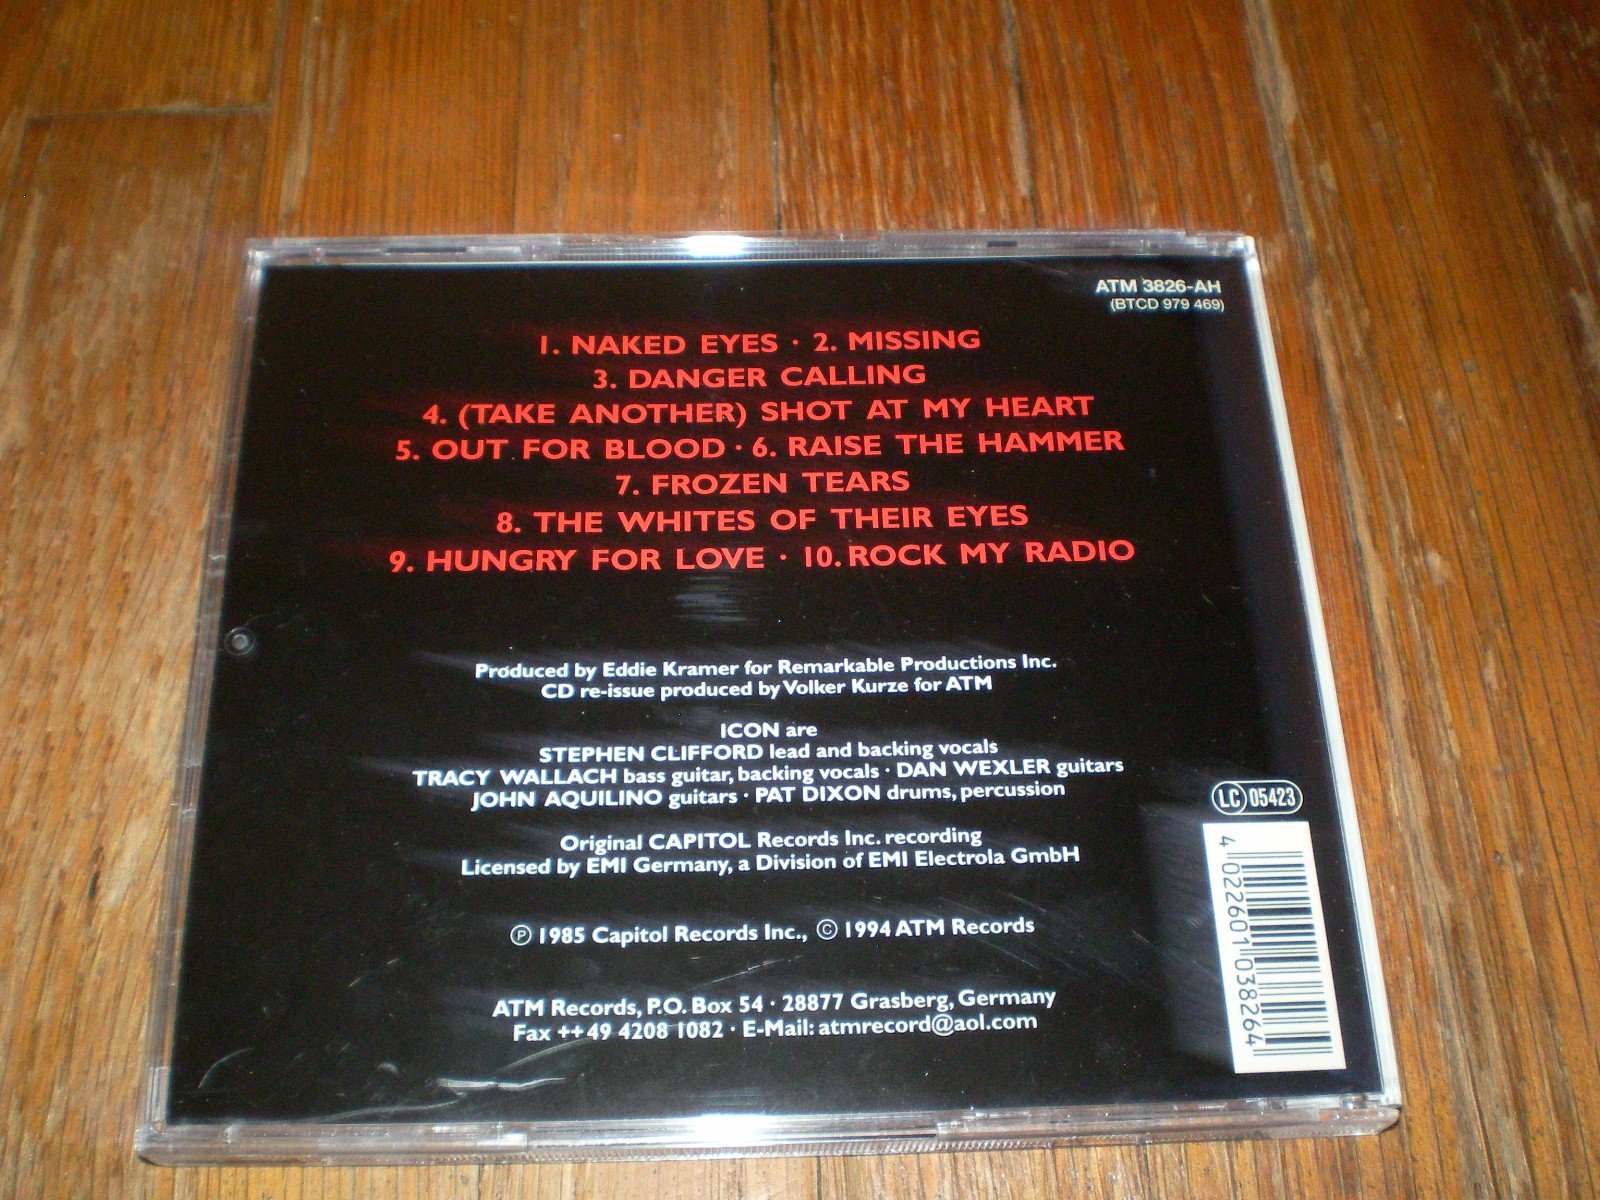 ATM 3826-AH
(BTCD 979 469)
1. NAKED EYES · 2. MISSING
3. DANGER CALLING
4. (TAKE ANOTHER) SHOT AT MY HEART
5. OUT FOR BLOOD · 6. RAISE THE HAMMER
7. FROZEN TEARS
8. THE WHITES OF THEIR EYES
9. HUNGRY FOR LOVE · 10. ROCK MY RADIO
Produced by Eddie Kramer for Remarkable Productions Inc.
CD re-issue produced by Volker Kurze for ATM
ICON are
STEPHEN CLIFFORD lead and backing vocals
TRACY WALLACH bass guitar, backing vocals · DAN WEXLER guitars
JOHN AQUILINO guitars · PAT DIXON drums, percussion
LC 05423
Original CAPITOL Records Inc. recording
Licensed by EMI Germany, a Division of EMI Electrola GmbH
℗ 1985 Capitol Records Inc., © 1994 ATM Records
ATM Records, P.O. Box 54 · 28877 Grasberg, Germany
Fax ++49 4208 1082 · E-Mail: atmrecord@aol.com
4 022601 038264